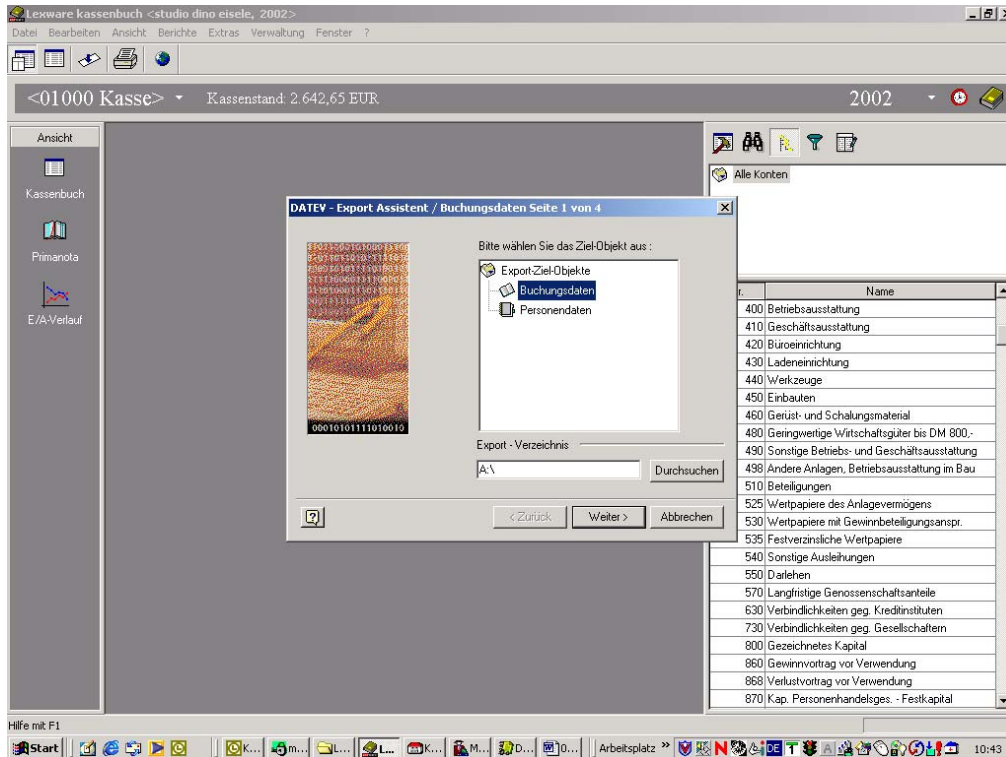 Lexware kassenbuch <studio dino eisele, 2002>
Datei Bearbeiten Ansicht Berichte Extras Verwaltung Fenster ?
<01000 Kasse> Kassenstand: 2.642,65 EUR 2002
Ansicht
Kassenbuch
Primanota
E/A-Verlauf
Alle Konten
DATEV - Export Assistent / Buchungsdaten Seite 1 von 4
Bitte wählen Sie das Ziel-Objekt aus :
Export-Ziel-Objekte
Buchungsdaten
Personendaten
0001010111010010
Export - Verzeichnis
A:\
Durchsuchen
< Zurück Weiter > Abbrechen
r. Name
400 Betriebsausstattung
410 Geschäftsausstattung
420 Büroeinrichtung
430 Ladeneinrichtung
440 Werkzeuge
450 Einbauten
460 Gerüst- und Schalungsmaterial
480 Geringwertige Wirtschaftsgüter bis DM 800,-
490 Sonstige Betriebs- und Geschäftsausstattung
498 Andere Anlagen, Betriebsausstattung im Bau
510 Beteiligungen
525 Wertpapiere des Anlagevermögens
530 Wertpapiere mit Gewinnbeteiligungsanspr.
535 Festverzinsliche Wertpapiere
540 Sonstige Ausleihungen
550 Darlehen
570 Langfristige Genossenschaftsanteile
630 Verbindlichkeiten geg. Kreditinstituten
730 Verbindlichkeiten geg. Gesellschaftern
800 Gezeichnetes Kapital
860 Gewinnvortrag vor Verwendung
868 Verlustvortrag vor Verwendung
870 Kap. Personenhandelsges. - Festkapital
Hilfe mit F1
Start K... m... L... L... K... M... D... 0... Arbeitsplatz » DE 10:43